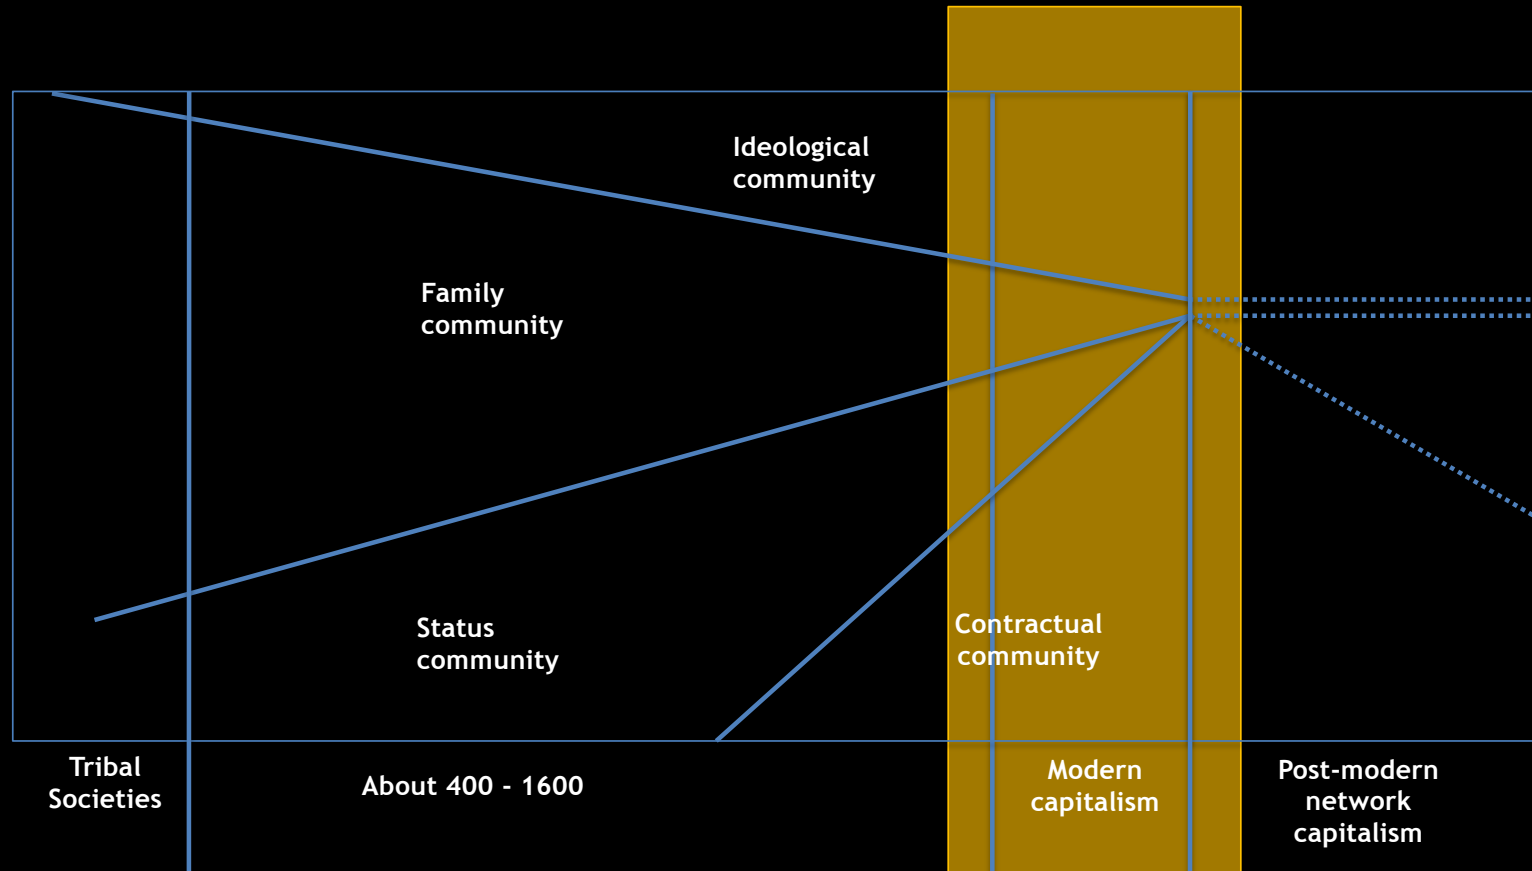 Ideological
community
Family
community
Status
community
Contractual
community
Tribal
Societies
About 400 - 1600
Modern
capitalism
Post-modern
network
capitalism